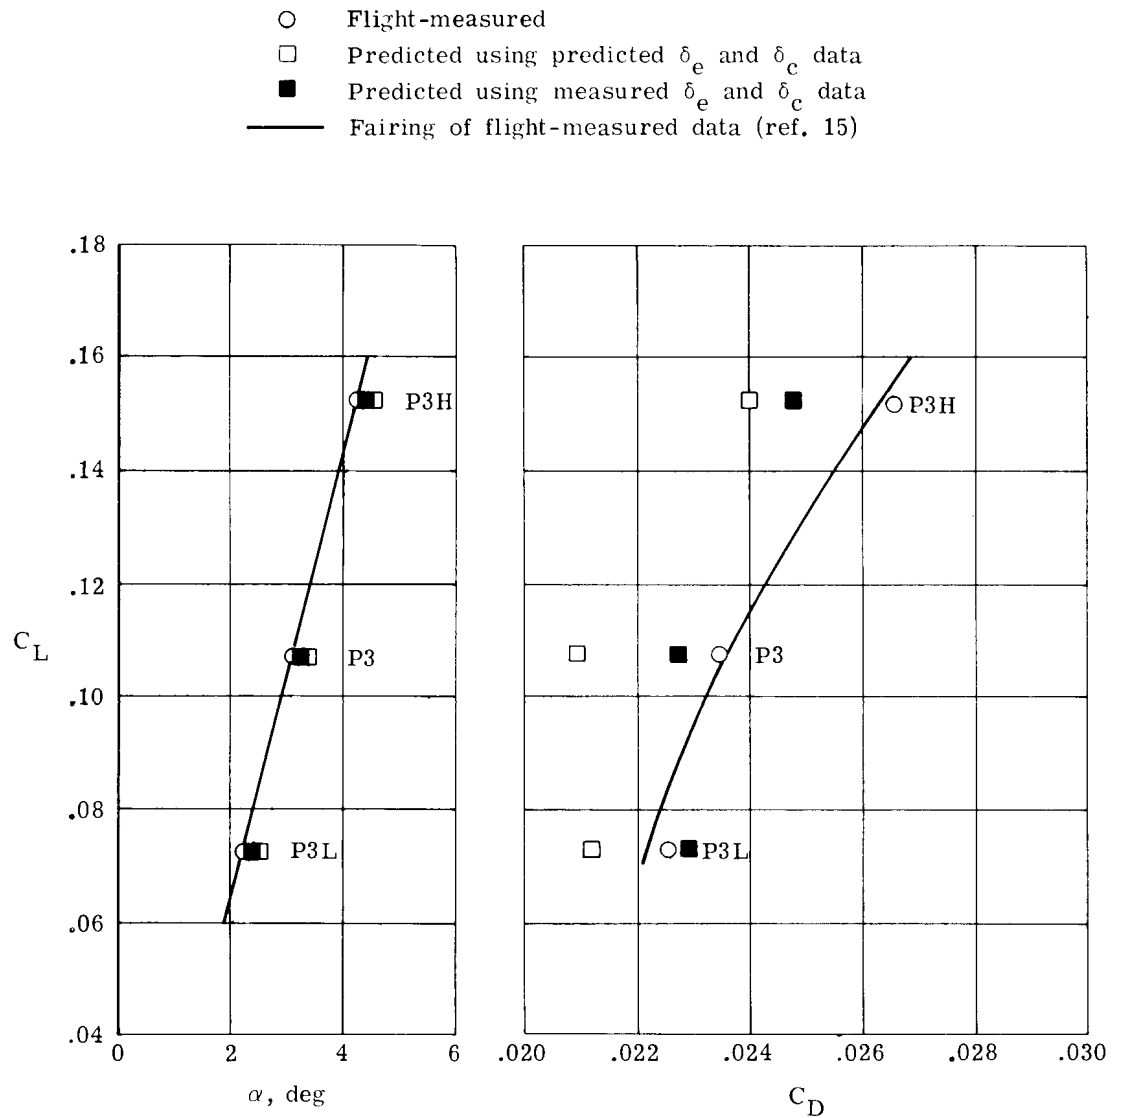 Flight-measured
Predicted using predicted δe and δc data
Predicted using measured δe and δc data
Fairing of flight-measured data (ref. 15)
.18
.16
.14
.12
.10
.08
.06
.04
CL
P3H
P3
P3L
0 2 4 6
α, deg
P3H
P3
P3L
.020 .022 .024 .026 .028 .030
CD